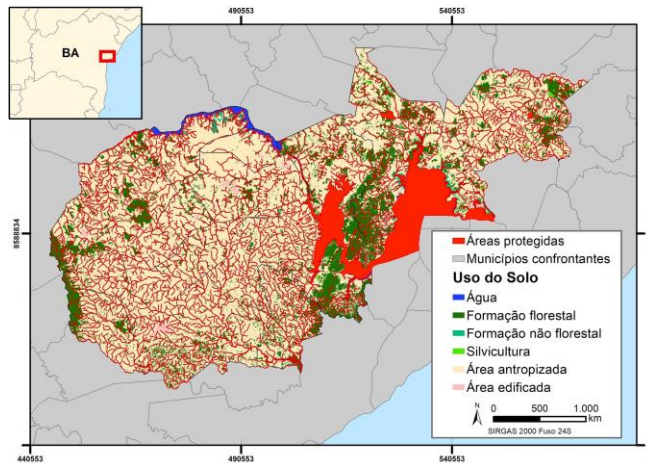 490553
540553
BA
8588834
Áreas protegidas
Municípios confrontantes
Uso do Solo
Água
Formação florestal
Formação não florestal
Silvicultura
Área antropizada
Área edificada
N
0 500 1.000
km
SIRGAS 2000 Fuso 24S
440553
490553
540553